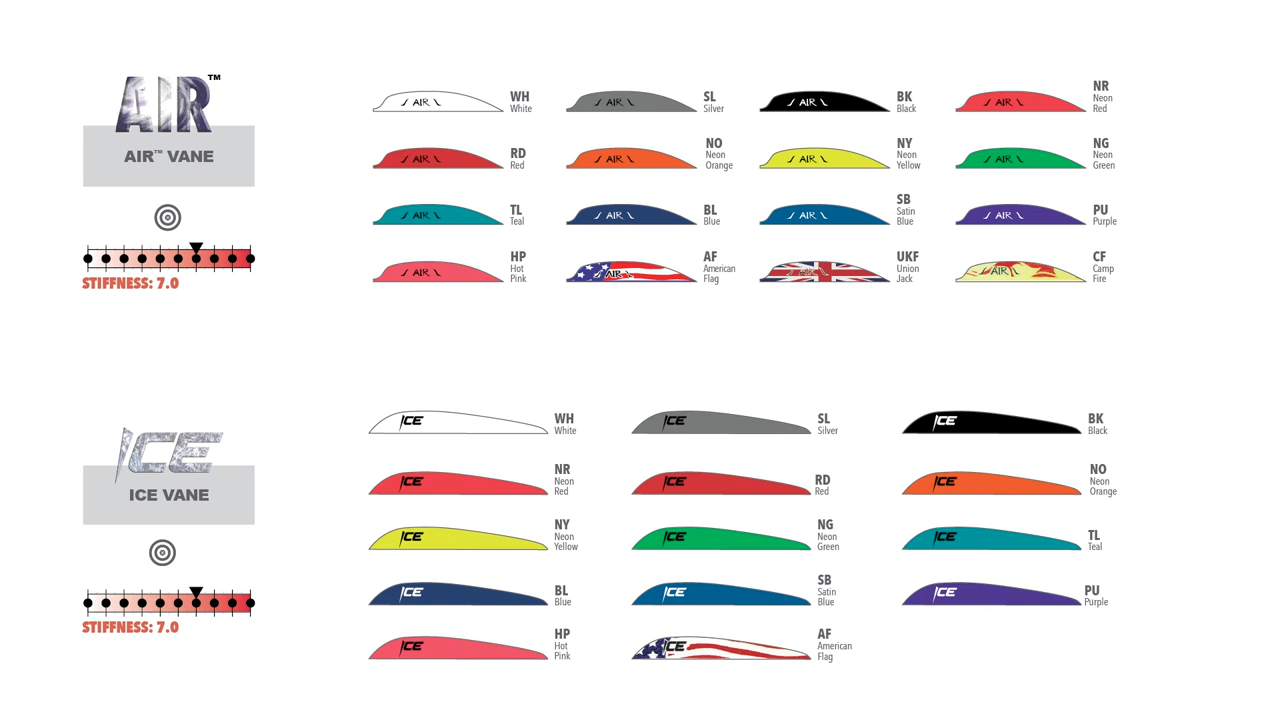 AIR™
AIR™ VANE
STIFFNESS: 7.0
AIR
WH
White
AIR
SL
Silver
AIR
BK
Black
AIR
NR
Neon
Red
AIR
RD
Red
AIR
NO
Neon
Orange
AIR
NY
Neon
Yellow
AIR
NG
Neon
Green
AIR
TL
Teal
AIR
BL
Blue
AIR
SB
Satin
Blue
AIR
PU
Purple
AIR
HP
Hot
Pink
AIR
AF
American
Flag
AIR
UKF
Union
Jack
AIR
CF
Camp
Fire
ICE
ICE VANE
STIFFNESS: 7.0
ICE
WH
White
ICE
SL
Silver
ICE
BK
Black
ICE
NR
Neon
Red
ICE
RD
Red
ICE
NO
Neon
Orange
ICE
NY
Neon
Yellow
ICE
NG
Neon
Green
ICE
TL
Teal
ICE
BL
Blue
ICE
SB
Satin
Blue
ICE
PU
Purple
ICE
HP
Hot
Pink
ICE
AF
American
Flag